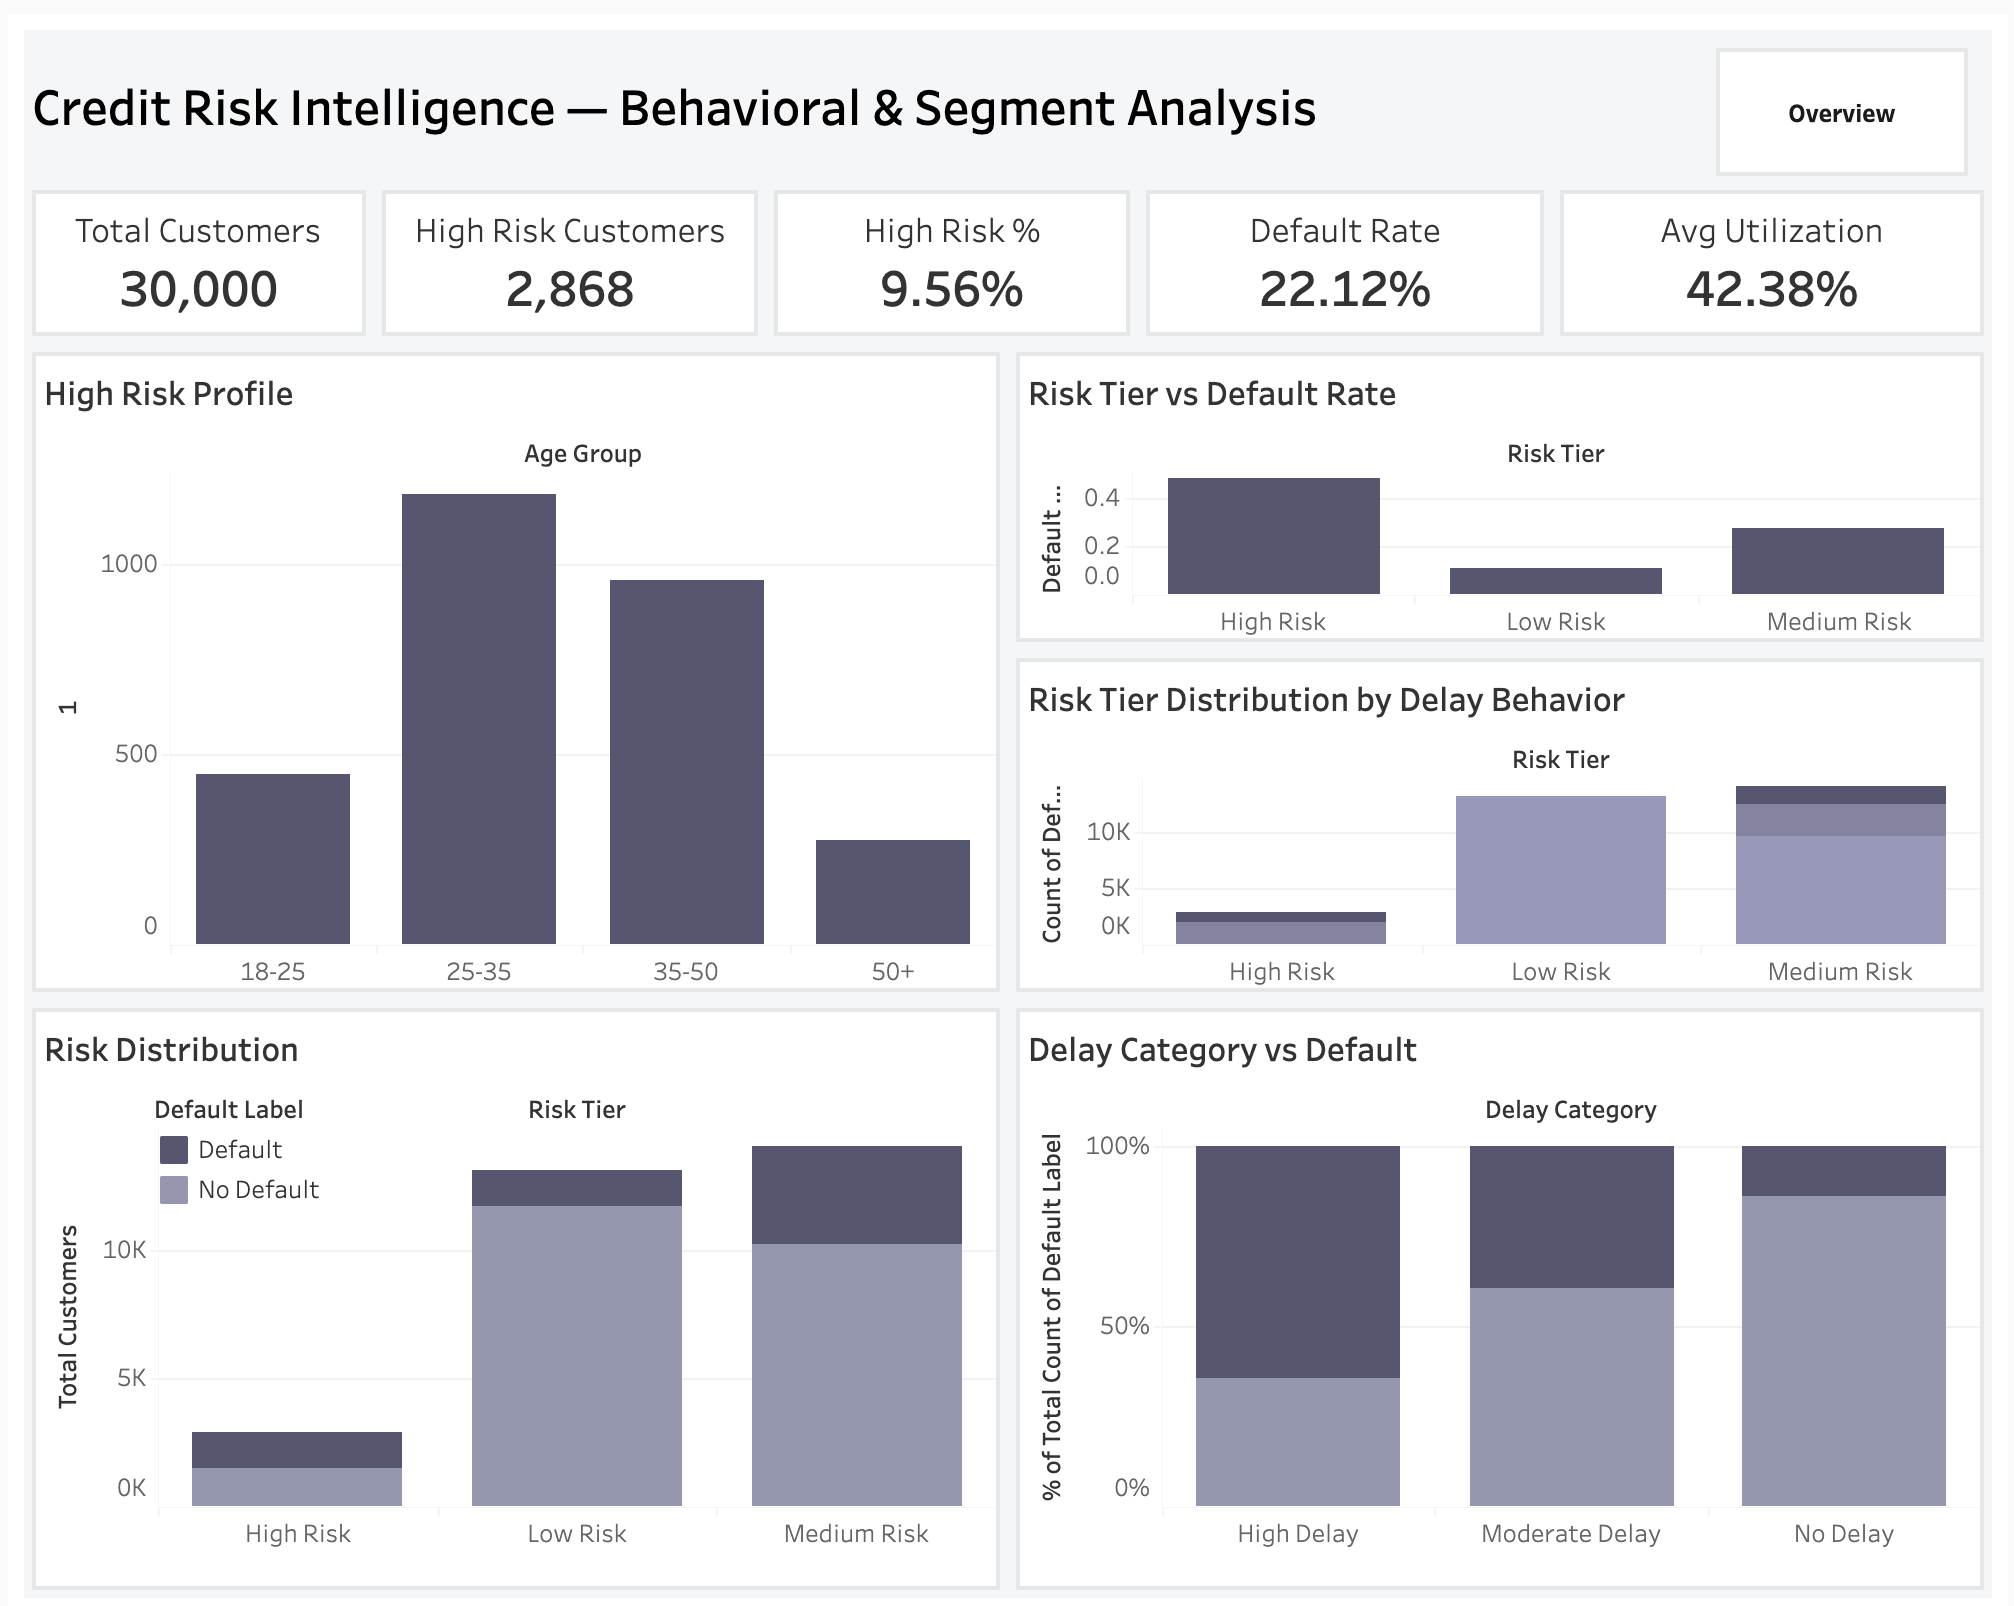 Credit Risk Intelligence — Behavioral & Segment Analysis
Overview
Total Customers
30,000
High Risk Customers
2,868
High Risk %
9.56%
Default Rate
22.12%
Avg Utilization
42.38%
High Risk Profile
Age Group
1
1000
500
0
18-25
25-35
35-50
50+
Risk Tier vs Default Rate
Risk Tier
Default ...
0.4
0.2
0.0
High Risk
Low Risk
Medium Risk
Risk Tier Distribution by Delay Behavior
Risk Tier
Count of Def...
10K
5K
0K
High Risk
Low Risk
Medium Risk
Risk Distribution
Default Label
Default
No Default
Risk Tier
Total Customers
10K
5K
0K
High Risk
Low Risk
Medium Risk
Delay Category vs Default
Delay Category
% of Total Count of Default Label
100%
50%
0%
High Delay
Moderate Delay
No Delay